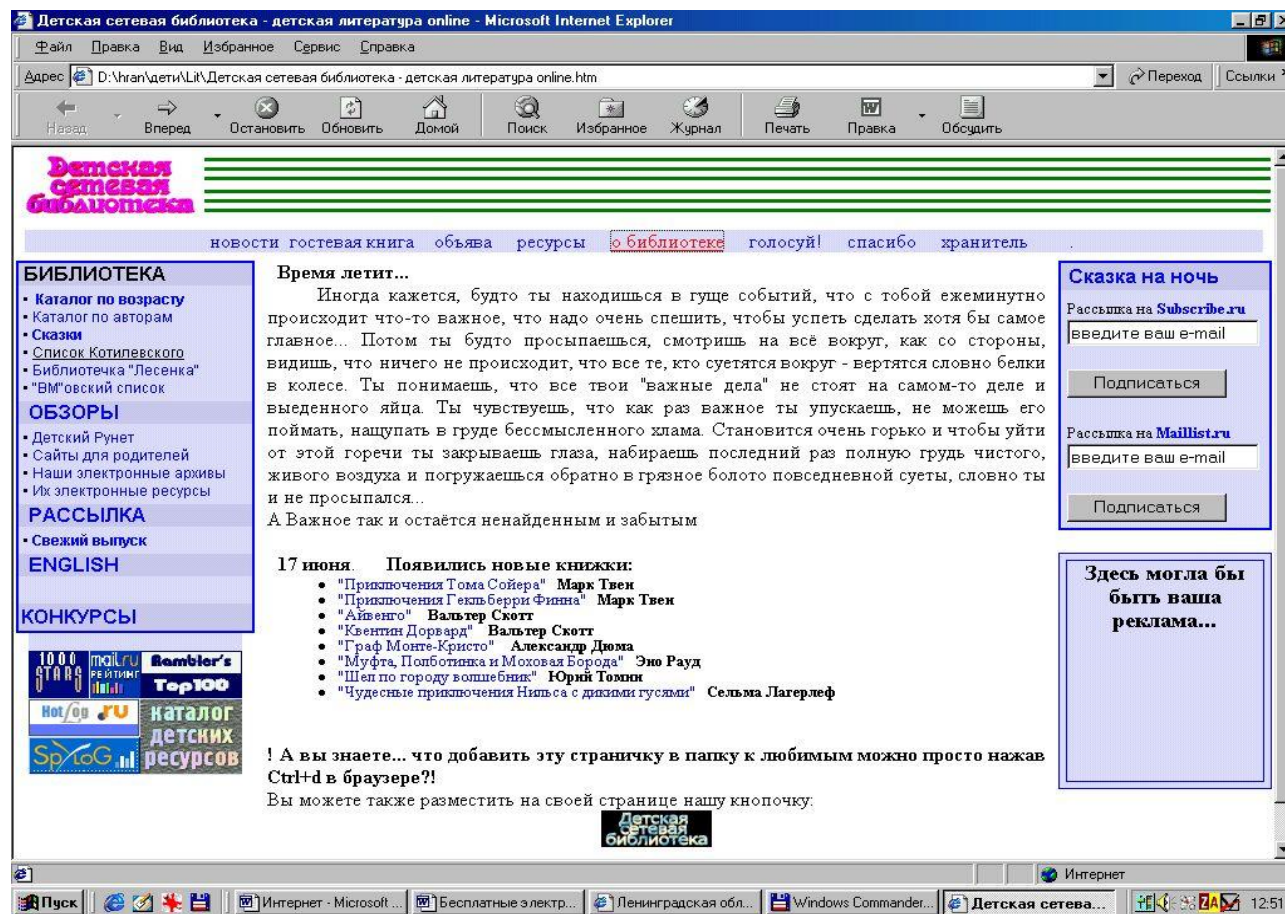 Детская сетевая библиотека - детская литература online - Microsoft Internet Explorer
Файл Правка Вид Избранное Сервис Справка
Адрес D:\hran\дети\Lit\Детская сетевая библиотека - детская литература online.htm Переход Ссылки
Назад Вперед Остановить Обновить Домой Поиск Избранное Журнал Печать Правка Обсудить
Детская
сетевая
библиотека
новости гостевая книга объява ресурсы о библиотеке голосуй! спасибо хранитель .
БИБЛИОТЕКА
Каталог по возрасту
Каталог по авторам
Сказки
Список Котилевского
Библиотечка "Лесенка"
"ВМ"овский список
ОБЗОРЫ
Детский Рунет
Сайты для родителей
Наши электронные архивы
Их электронные ресурсы
РАССЫЛКА
Свежий выпуск
ENGLISH
КОНКУРСЫ
1000 STARS
mail.ru РЕЙТИНГ
Rambler's Top100
HotLog .ru
SpyLOG
каталог
детских
ресурсов
Время летит...
Иногда кажется, будто ты находишься в гуще событий, что с тобой ежеминутно
происходит что-то важное, что надо очень спешить, чтобы успеть сделать хотя бы самое
главное... Потом ты будто просыпаешься, смотришь на всё вокруг, как со стороны,
видишь, что ничего не происходит, что все те, кто суетятся вокруг - вертятся словно белки
в колесе. Ты понимаешь, что все твои "важные дела" не стоят на самом-то деле и
выеденного яйца. Ты чувствуешь, что как раз важное ты упускаешь, не можешь его
поймать, нащупать в груде бессмысленного хлама. Становится очень горько и чтобы уйти
от этой горечи ты закрываешь глаза, набираешь последний раз полную грудь чистого,
живого воздуха и погружаешься обратно в грязное болото повседневной суеты, словно ты
и не просыпался...
А Важное так и остаётся ненайденным и забытым
17 июня. Появились новые книжки:
"Приключения Тома Сойера" Марк Твен
"Приключения Гекльберри Финна" Марк Твен
"Айвенго" Вальтер Скотт
"Квентин Дорвард" Вальтер Скотт
"Граф Монте-Кристо" Александр Дюма
"Муфта, Полботинка и Моховая Борода" Эно Рауд
"Шел по городу волшебник" Юрий Томин
"Чудесные приключения Нильса с дикими гусями" Сельма Лагерлеф
! А вы знаете... что добавить эту страничку в папку к любимым можно просто нажав
Ctrl+d в браузере?!
Вы можете также разместить на своей странице нашу кнопочку:
Детская
сетевая
библиотека
Сказка на ночь
Рассылка на Subscribe.ru
введите ваш e-mail
Подписаться
Рассылка на Maillist.ru
введите ваш e-mail
Подписаться
Здесь могла бы
быть ваша
реклама...
Интернет
Пуск Интернет - Microsoft ... Бесплатные электр... Ленинградская обл... Windows Commander... Детская сетева... 12:51